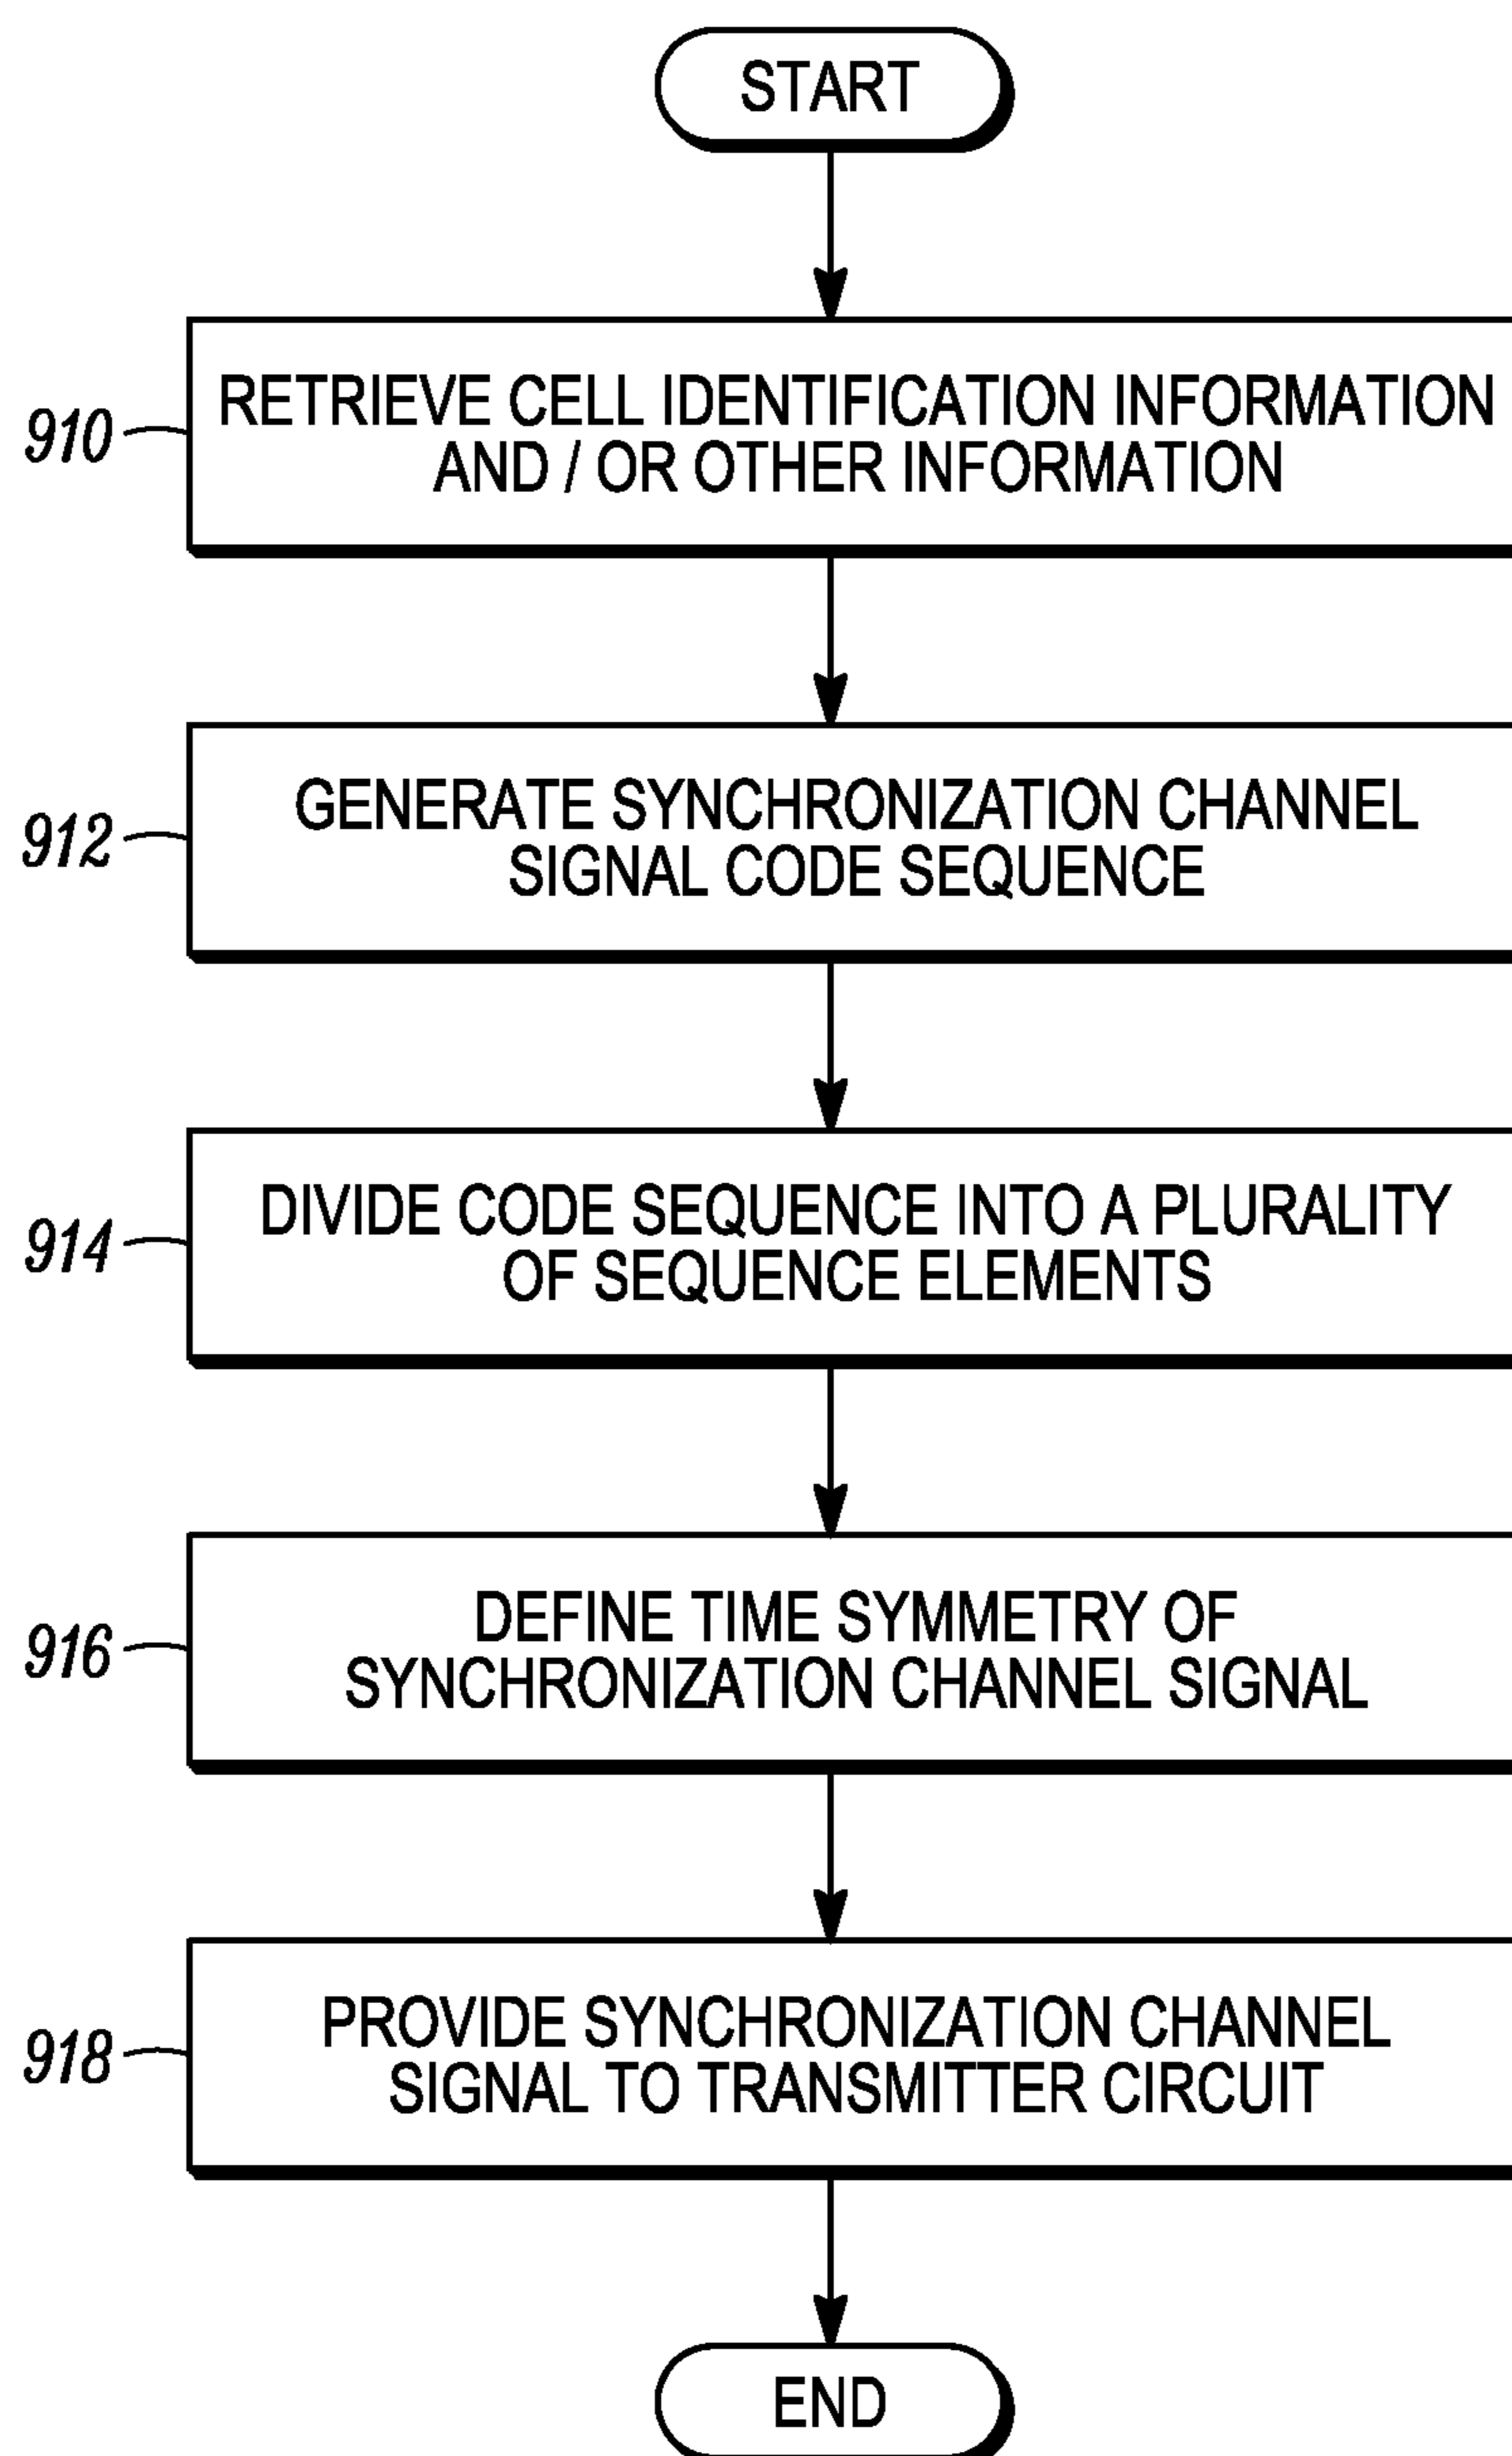 START
910
RETRIEVE CELL IDENTIFICATION INFORMATION
AND / OR OTHER INFORMATION
912
GENERATE SYNCHRONIZATION CHANNEL
SIGNAL CODE SEQUENCE
914
DIVIDE CODE SEQUENCE INTO A PLURALITY
OF SEQUENCE ELEMENTS
916
DEFINE TIME SYMMETRY OF
SYNCHRONIZATION CHANNEL SIGNAL
918
PROVIDE SYNCHRONIZATION CHANNEL
SIGNAL TO TRANSMITTER CIRCUIT
END